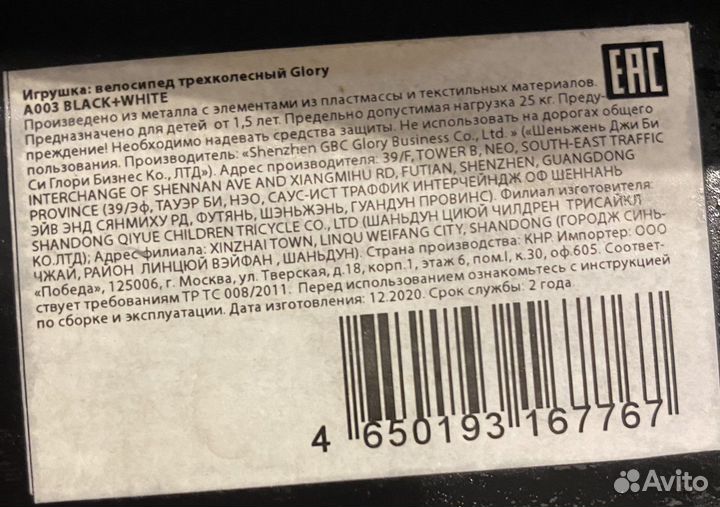 Игрушка: велосипед трехколесный Glory
A003 BLACK+WHITE
Произведено из металла с элементами из пластмассы и текстильных материалов.
Предназначено для детей от 1,5 лет. Предельно допустимая нагрузка 25 кг. Преду-
преждение! Необходимо надевать средства защиты. Не использовать на дорогах общего
пользования. Производитель: «Shenzhen GBC Glory Business Co., Ltd. » («Шеньжень Джи Би
Си Глори Бизнес Ко., ЛТД»). Адрес производителя: 39/F, TOWER B, NEO, SOUTH-EAST TRAFFIC
INTERCHANGE OF SHENNAN AVE AND XIANGMIHU RD, FUTIAN, SHENZHEN, GUANGDONG
PROVINCE (39/Эф, ТАУЭР БИ, НЭО, САУС-ИСТ ТРАФФИК ИНТЕРЧЕЙНДЖ ОФ ШЕННАНЬ
ЭЙВ ЭНД СЯНМИХУ РД, ФУТЯНЬ, ШЭНЬЖЭНЬ, ГУАНДУН ПРОВИНС). Филиал изготовителя:
SHANDONG QIYUE CHILDREN TRICYCLE CO., LTD (ШАНЬДУН ЦИЮЙ ЧИЛДРЕН ТРИСАЙКЛ
КО.ЛТД); Адрес филиала: XINZHAI TOWN, LINQU WEIFANG CITY, SHANDONG (ГОРОДЖ СИНЬ-
ЧЖАЙ, РАЙОН ЛИНЦЮЙ ВЭЙФАН , ШАНЬДУН). Страна производства: КНР Импортер: ООО
«Победа», 125006, г. Москва, ул. Тверская, д.18, корп.1, этаж 6, пом.I, к.30, оф.605. Соответ-
ствует требованиям ТР ТС 008/2011. Перед использованием ознакомьтесь с инструкцией
по сборке и эксплуатации. Дата изготовления: 12.2020. Срок службы: 2 года.
EAC
4 650193 167767
Avito